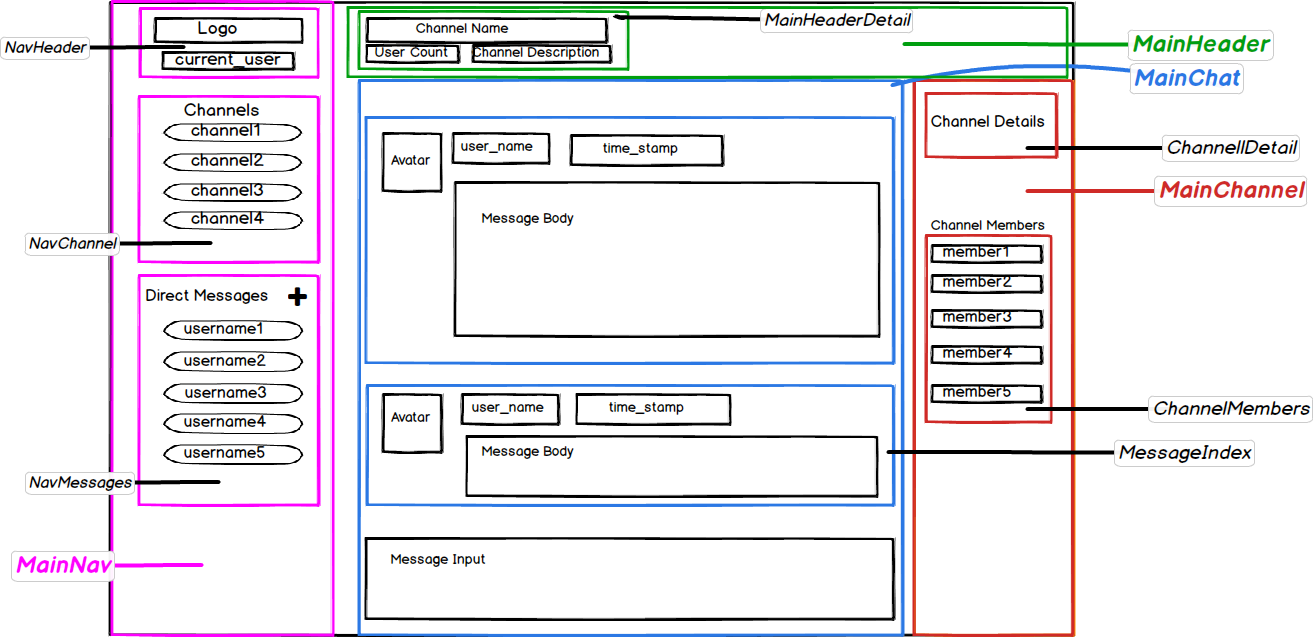 Logo
current_user
NavHeader
Channel Name
User Count
Channel Description
MainHeaderDetail
MainHeader
MainChat
Channels
channel1
channel2
channel3
channel4
NavChannel
Direct Messages
username1
username2
username3
username4
username5
NavMessages
MainNav
Avatar
user_name
time_stamp
Message Body
Avatar
user_name
time_stamp
Message Body
Message Input
Channel Details
ChannellDetail
MainChannel
Channel Members
member1
member2
member3
member4
member5
ChannelMembers
MessageIndex